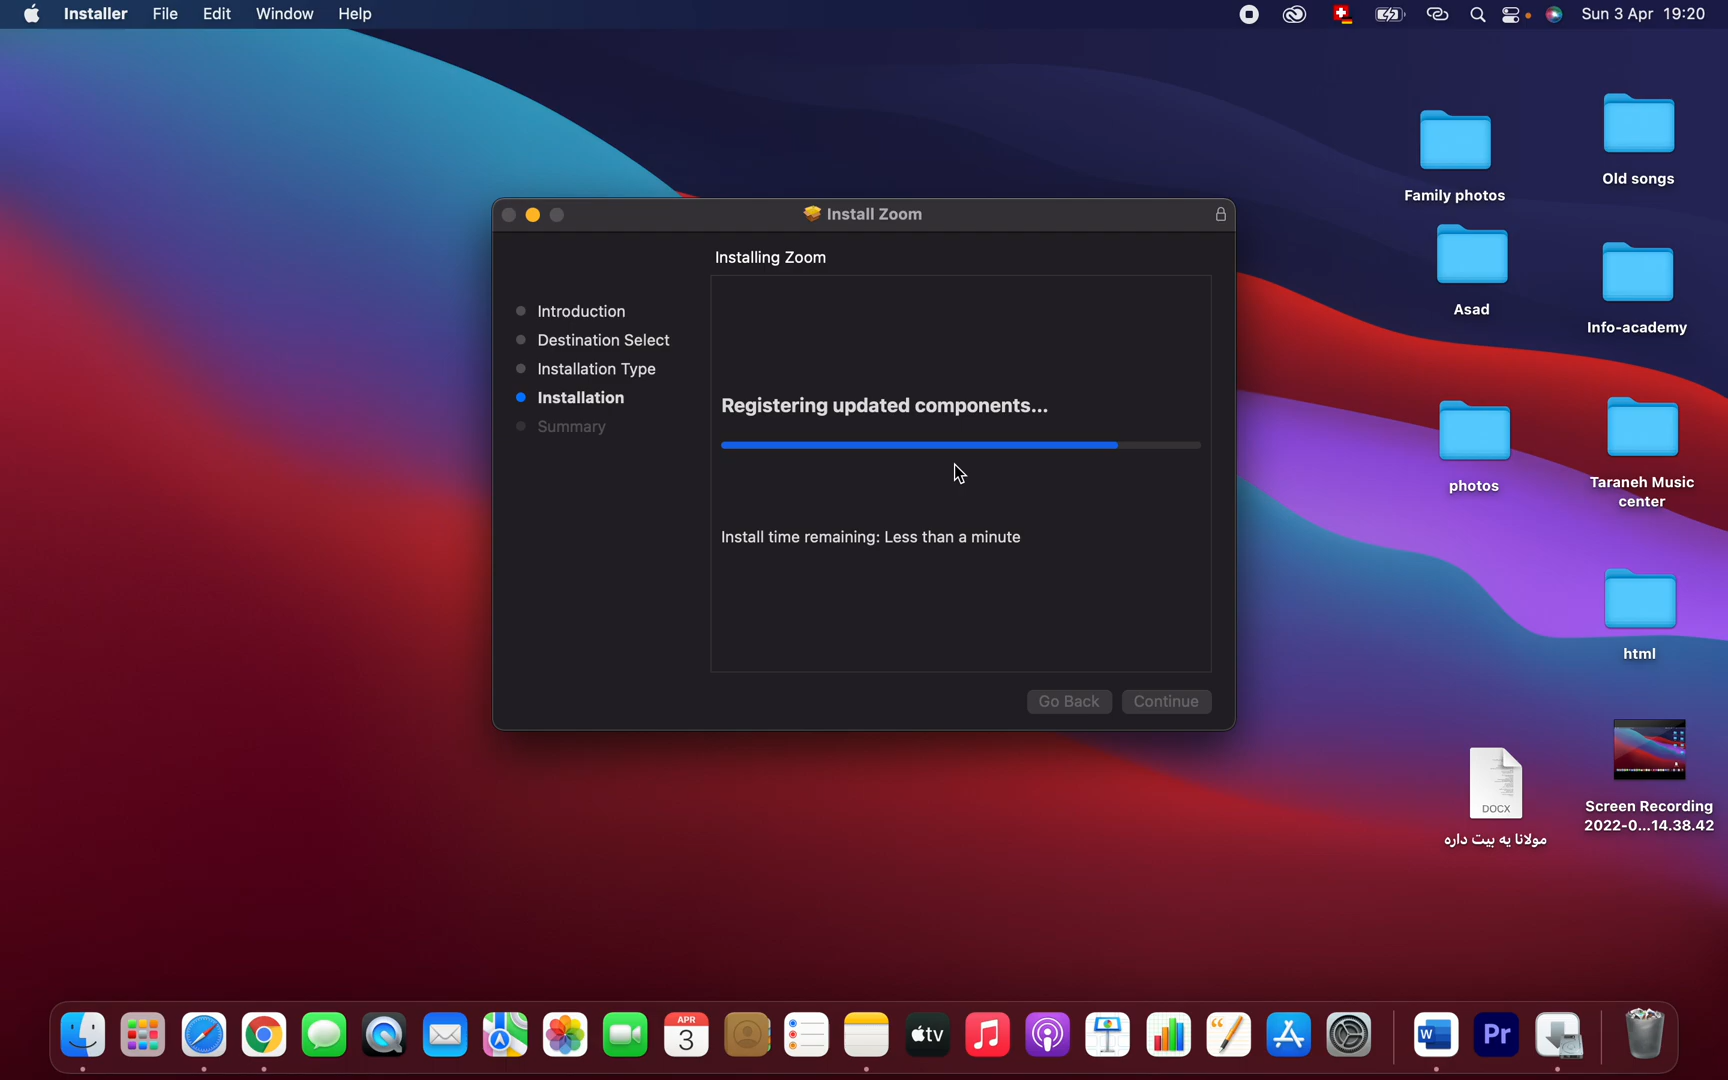 Installer File Edit Window Help Sun 3 Apr 19:20
Install Zoom
Installing Zoom
Introduction
Destination Select
Installation Type
Installation
Summary
Registering updated components...
Install time remaining: Less than a minute
Go Back Continue
Family photos
Old songs
Asad
Info-academy
photos
Taraneh Music
center
html
DOCX
مولانا یه بیت داره
Screen Recording
2022-0...14.38.42
APR
3
tv
W
Pr